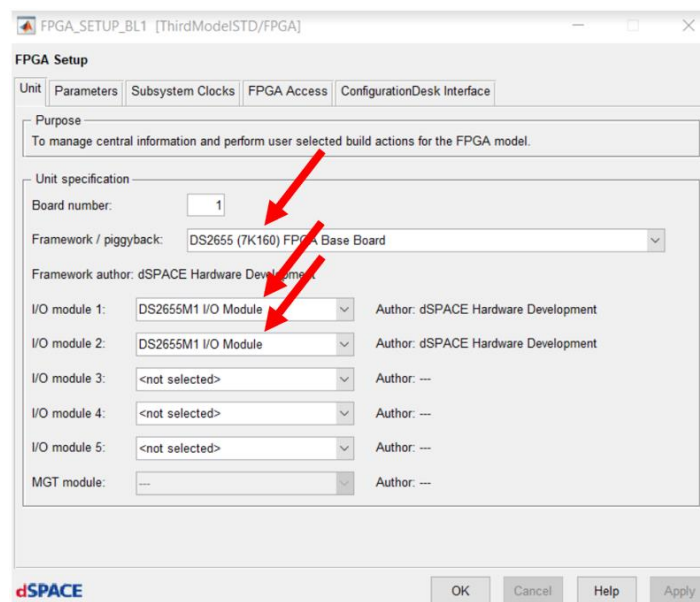 FPGA_SETUP_BL1 [ThirdModelSTD/FPGA]
FPGA Setup
Unit Parameters Subsystem Clocks FPGA Access ConfigurationDesk Interface
Purpose
To manage central information and perform user selected build actions for the FPGA model.
Unit specification
Board number: 1
Framework / piggyback: DS2655 (7K160) FPGA Base Board
Framework author: dSPACE Hardware Development
I/O module 1: DS2655M1 I/O Module Author: dSPACE Hardware Development
I/O module 2: DS2655M1 I/O Module Author: dSPACE Hardware Development
I/O module 3: <not selected> Author: ---
I/O module 4: <not selected> Author: ---
I/O module 5: <not selected> Author: ---
MGT module: --- Author: ---
dSPACE OK Cancel Help Apply